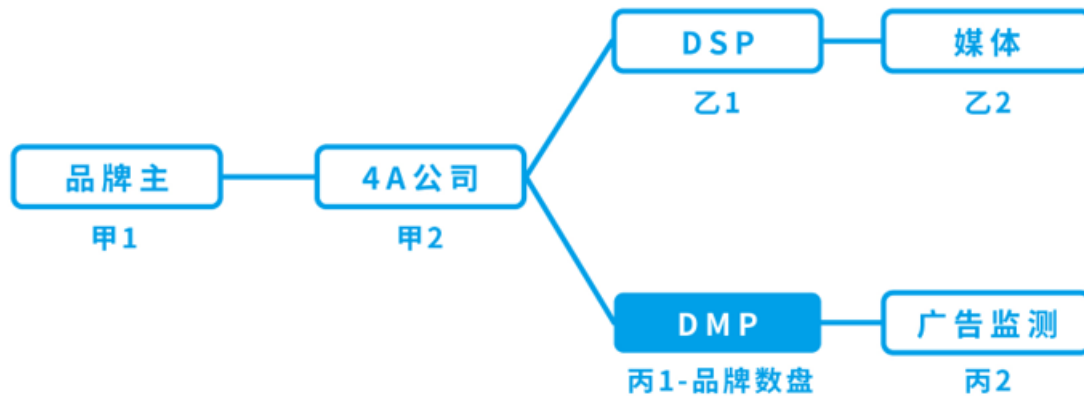 DSP
媒体
乙1
乙2
品牌主
4A公司
甲1
甲2
DMP
广告监测
丙1-品牌数盘
丙2